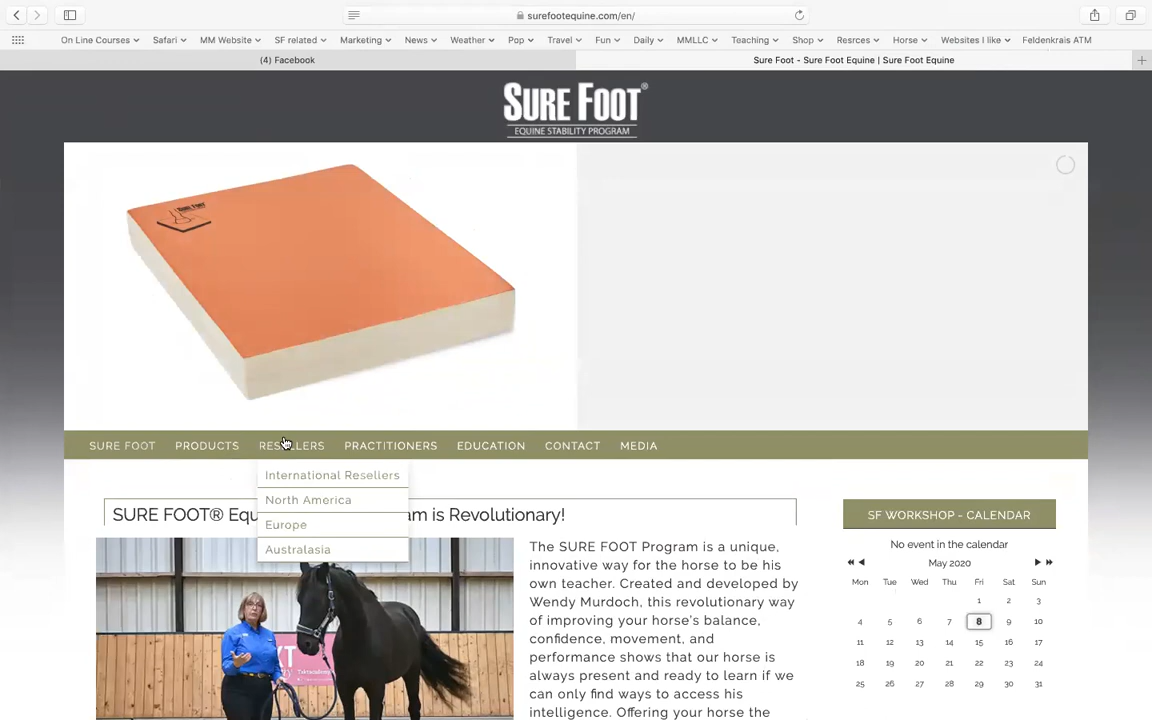 surefootequine.com/en/
On Line Courses Safari MM Website SF related Marketing News Weather Pop Travel Fun Daily MMLLC Teaching Shop Resrces Horse Websites I like Feldenkrais ATM
(4) Facebook
Sure Foot - Sure Foot Equine | Sure Foot Equine
SURE FOOT®
EQUINE STABILITY PROGRAM
SURE FOOT
SURE FOOT PRODUCTS RESELLERS PRACTITIONERS EDUCATION CONTACT MEDIA
International Resellers
North America
Europe
Australasia
SURE FOOT® Equ am is Revolutionary!
The SURE FOOT Program is a unique,
innovative way for the horse to be his
own teacher. Created and developed by
Wendy Murdoch, this revolutionary way
of improving your horse's balance,
confidence, movement, and
performance shows that our horse is
always present and ready to learn if we
can only find ways to access his
intelligence. Offering your horse the
SF WORKSHOP - CALENDAR
No event in the calendar
May 2020
Mon Tue Wed Thu Fri Sat Sun
1 2 3
4 5 6 7 8 9 10
11 12 13 14 15 16 17
18 19 20 21 22 23 24
25 26 27 28 29 30 31